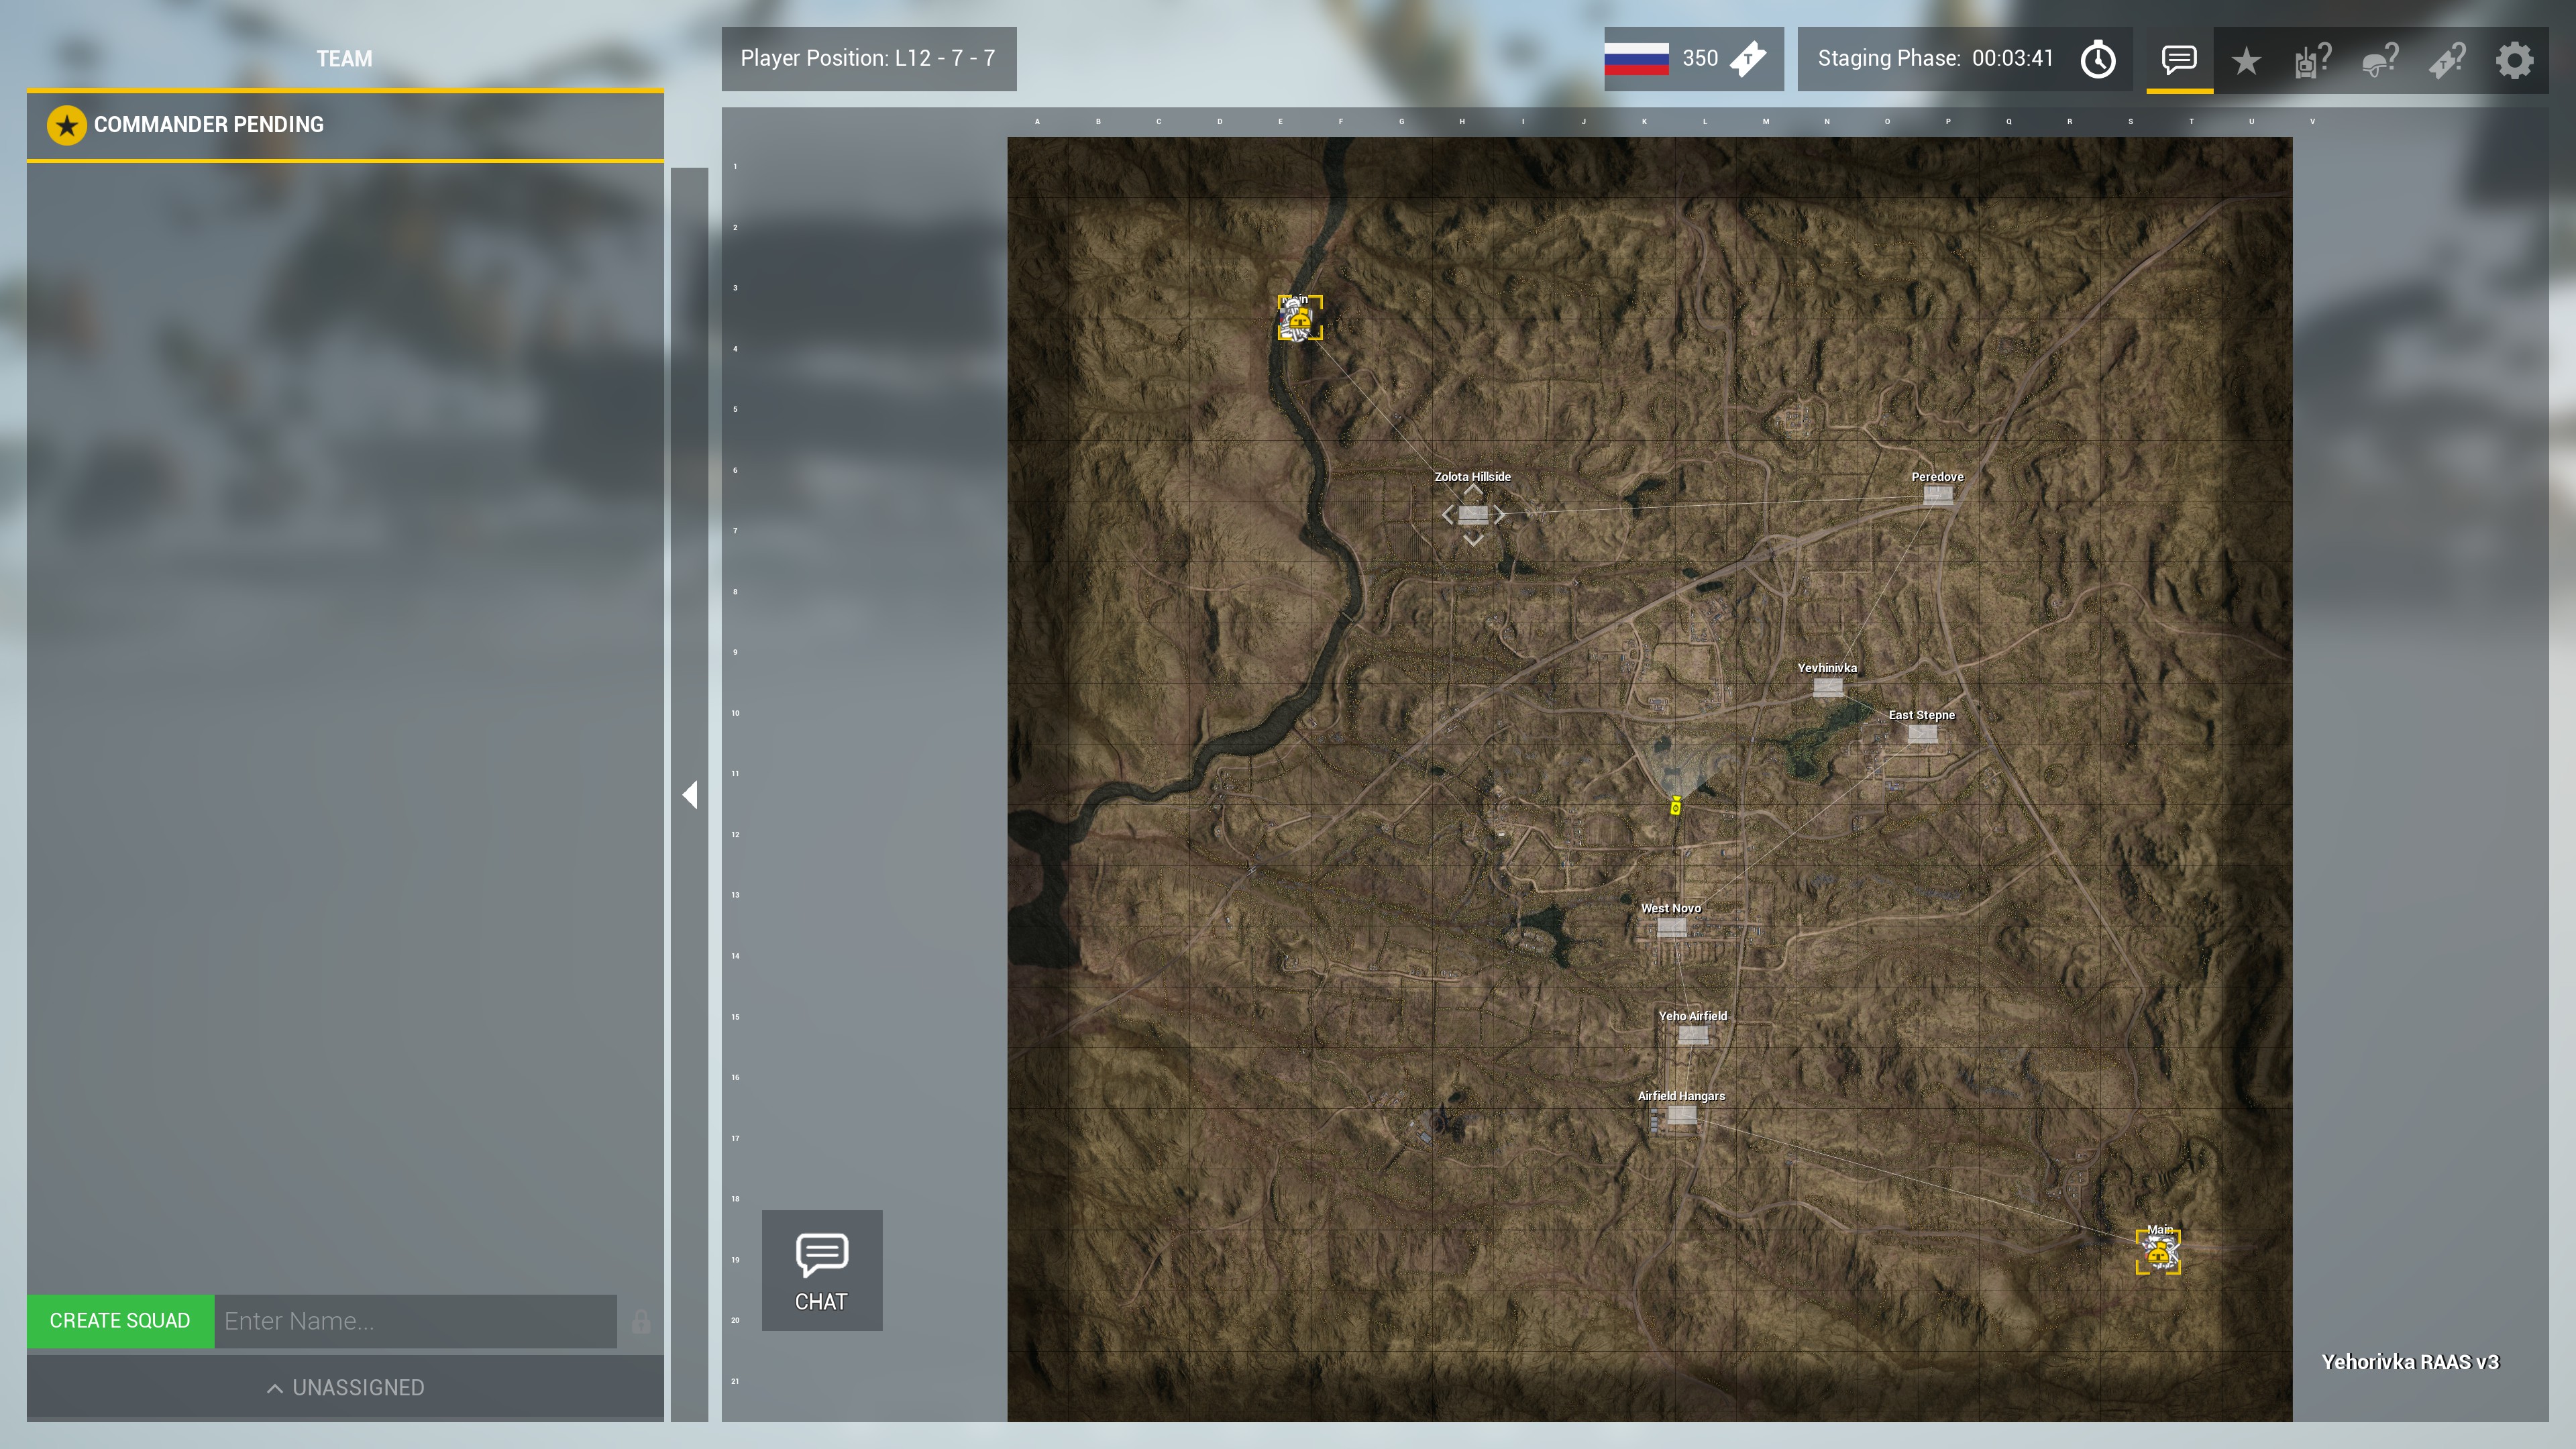 TEAM
Player Position: L12 - 7 - 7
350
Staging Phase: 00:03:41
COMMANDER PENDING
A B C D E F G H I J K L M N O P Q R S T U V
1
2
3
Main
4
5
6
Zolota Hillside
Peredove
7
8
9
Yevhinivka
10
East Stepne
11
12
13
West Novo
14
15
Yeho Airfield
16
Airfield Hangars
17
18
19
Main
CHAT
20
CREATE SQUAD
Enter Name...
Yehorivka RAAS v3
21
UNASSIGNED